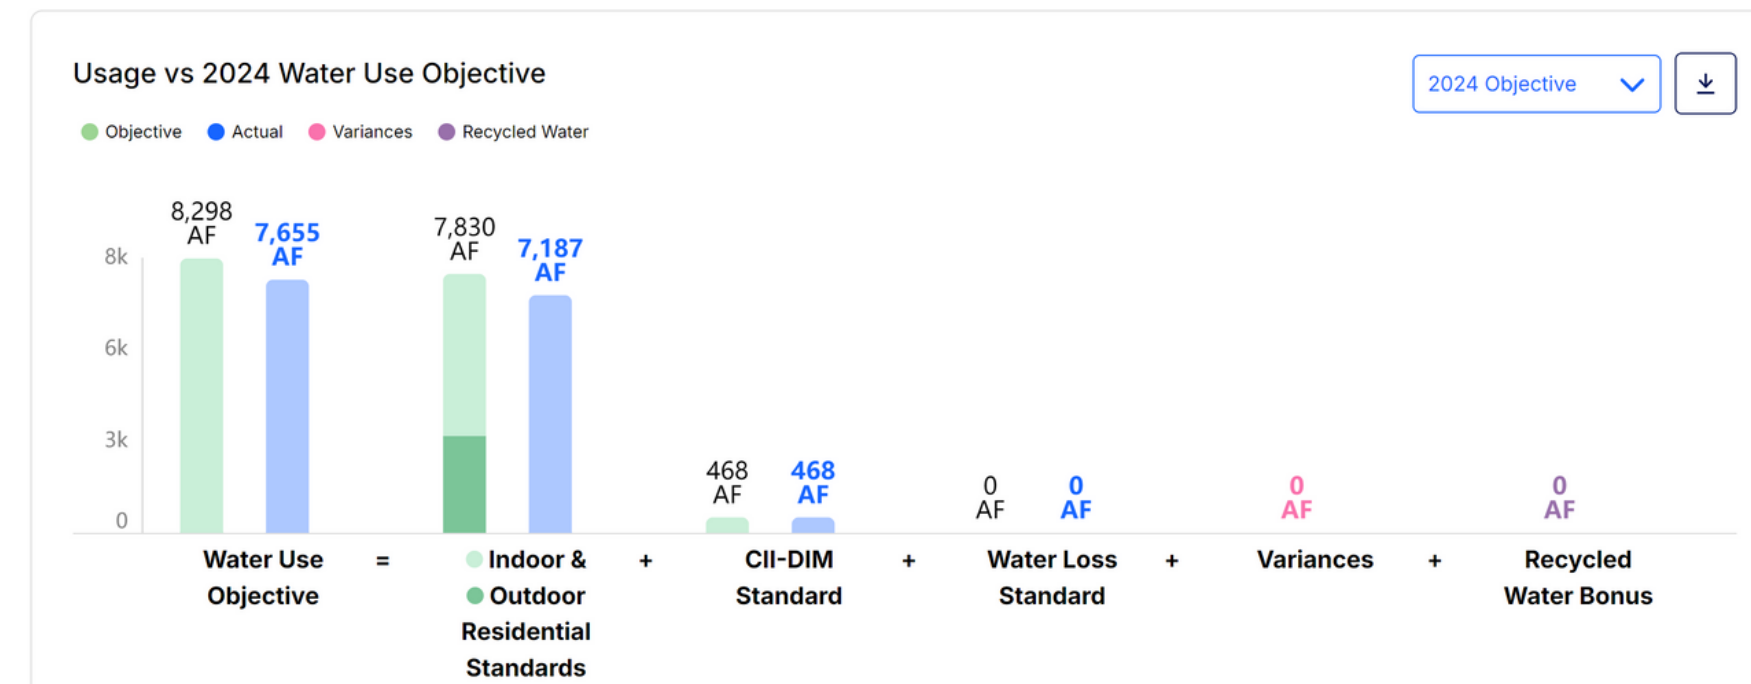 Usage vs 2024 Water Use Objective
2024 Objective
Objective Actual Variances Recycled Water
8,298
AF
7,655
AF
7,830
AF
7,187
AF
468
AF
468
AF
0
AF
0
AF
0
AF
0
AF
8k
6k
3k
0
Water Use
Objective
=
Indoor &
Outdoor
Residential
Standards
+
CII-DIM
Standard
+
Water Loss
Standard
+
Variances
+
Recycled
Water Bonus